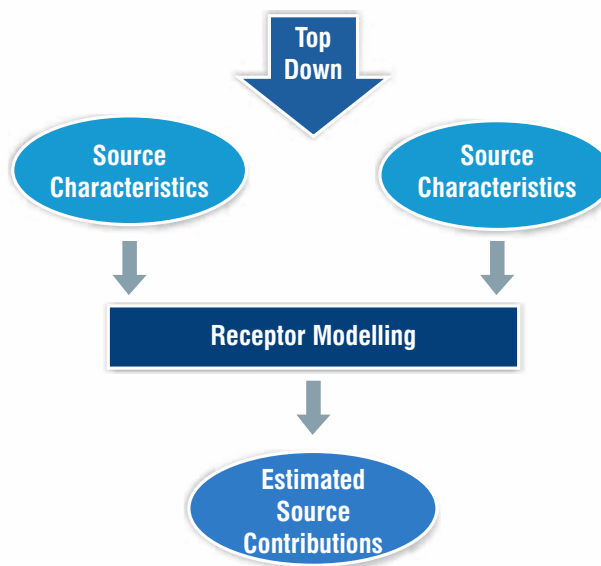 Top
Down
Source
Characteristics
Source
Characteristics
Receptor Modelling
Estimated
Source
Contributions